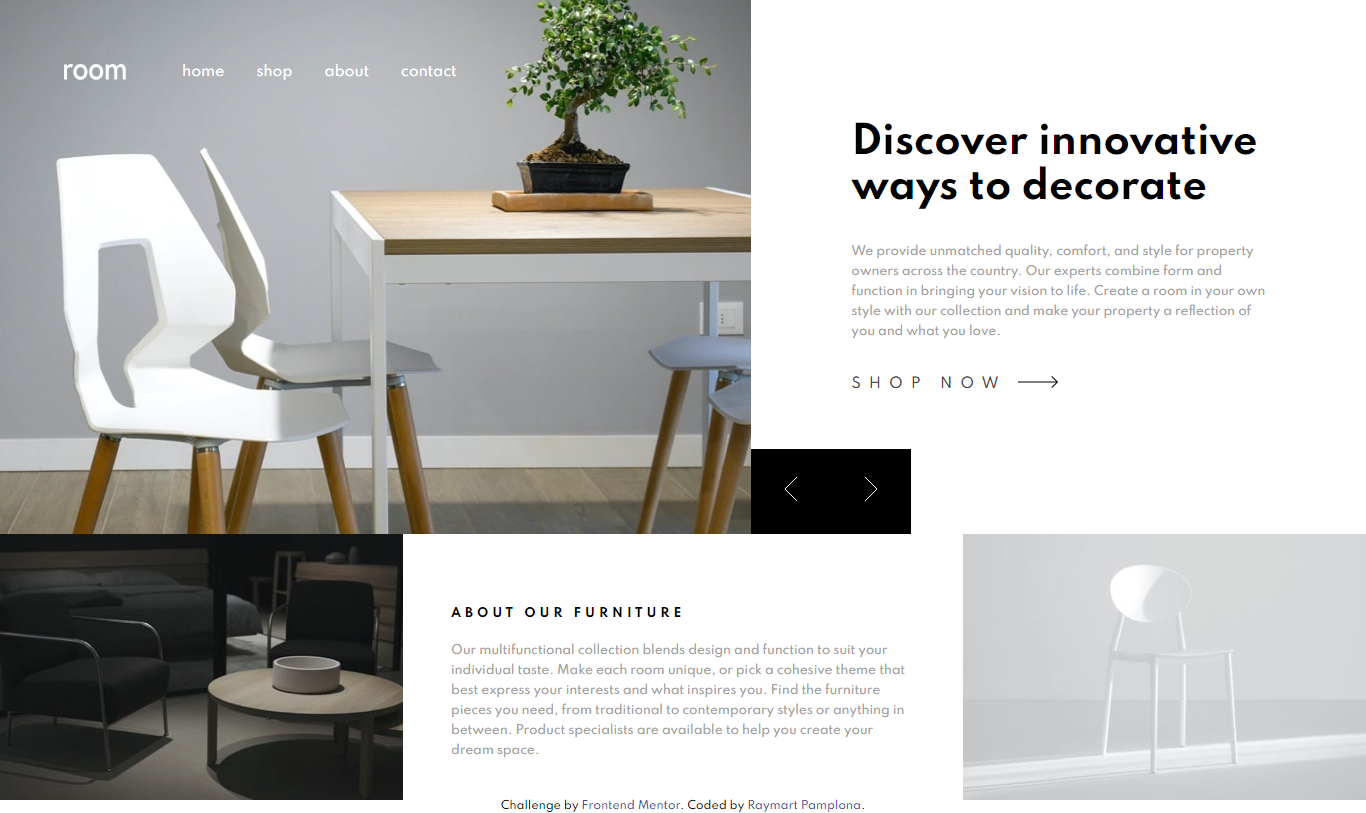 room
home
shop
about
contact
Discover innovative
ways to decorate
We provide unmatched quality, comfort, and style for property
owners across the country. Our experts combine form and
function in bringing your vision to life. Create a room in your own
style with our collection and make your property a reflection of
you and what you love.
SHOP NOW
ABOUT OUR FURNITURE
Our multifunctional collection blends design and function to suit your
individual taste. Make each room unique, or pick a cohesive theme that
best express your interests and what inspires you. Find the furniture
pieces you need, from traditional to contemporary styles or anything in
between. Product specialists are available to help you create your
dream space.
Challenge by Frontend Mentor. Coded by Raymart Pamplona.